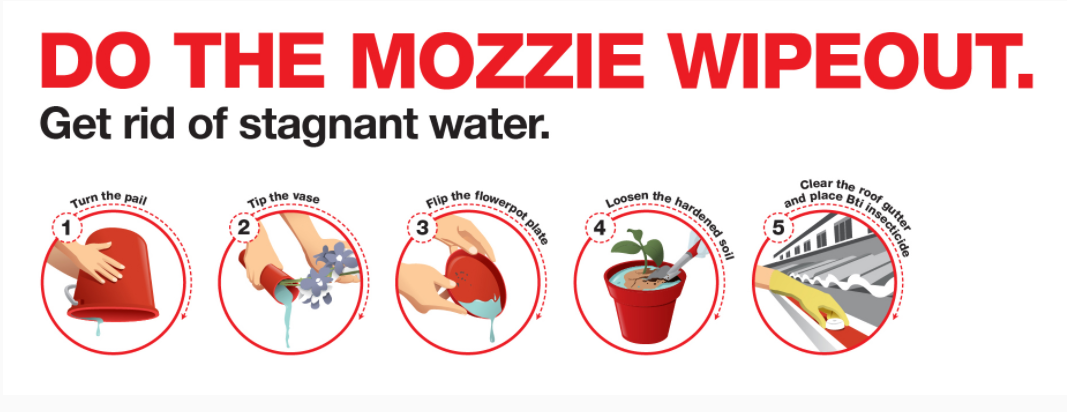 DO THE MOZZIE WIPEOUT.
Get rid of stagnant water.
1
Turn the pail
2
Tip the vase
3
Flip the flowerpot plate
4
Loosen the hardened soil
5
Clear the roof gutter
and place Bti insecticide